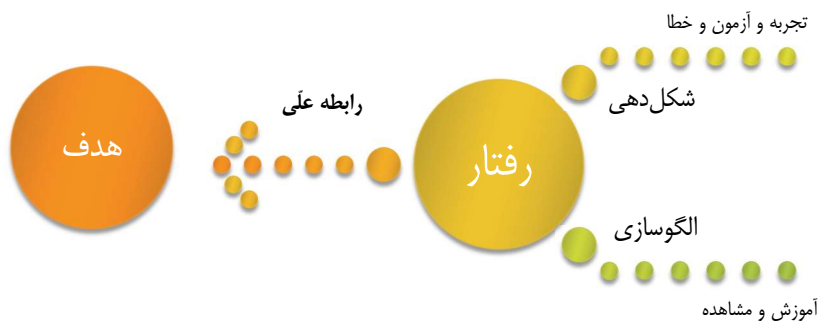 تجربه و آزمون و خطا
شکل‌دهی
رابطه علّی
رفتار
هدف
الگوسازی
آموزش و مشاهده